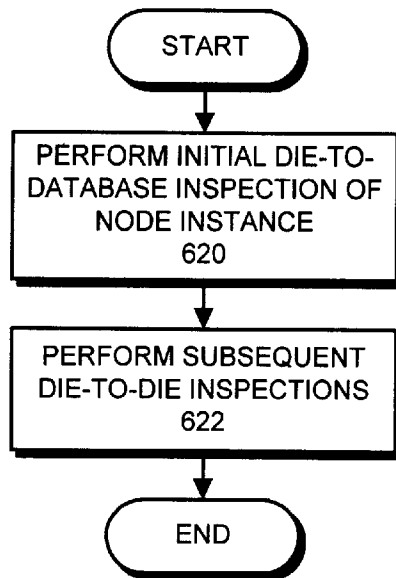 START
PERFORM INITIAL DIE-TO-
DATABASE INSPECTION OF
NODE INSTANCE
620
PERFORM SUBSEQUENT
DIE-TO-DIE INSPECTIONS
622
END